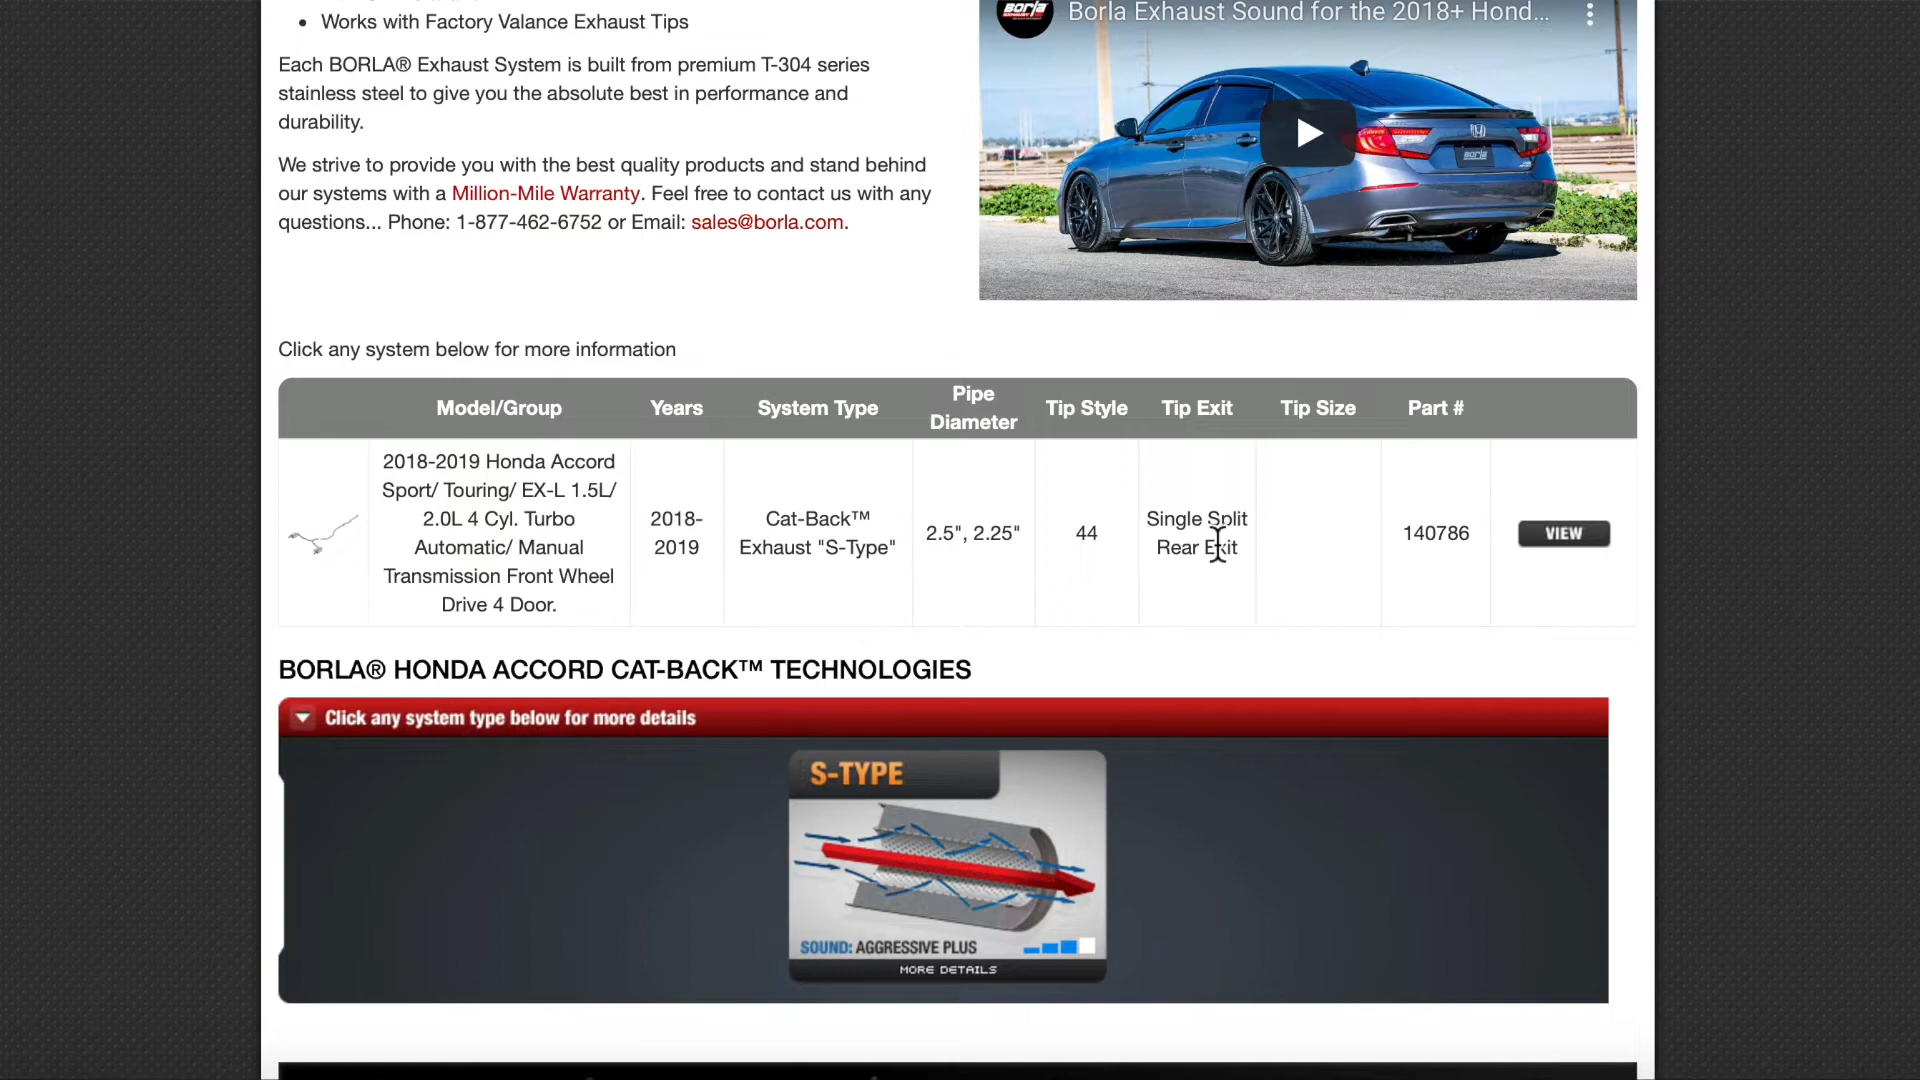 Works with Factory Valance Exhaust Tips
Each BORLA® Exhaust System is built from premium T-304 series
stainless steel to give you the absolute best in performance and
durability.
We strive to provide you with the best quality products and stand behind
our systems with a Million-Mile Warranty. Feel free to contact us with any
questions... Phone: 1-877-462-6752 or Email: sales@borla.com.
BORLA
Borla Exhaust Sound for the 2018+ Hond...
BORLA
Click any system below for more information
Model/Group
Years
System Type
Pipe
Diameter
Tip Style
Tip Exit
Tip Size
Part #
2018-2019 Honda Accord
Sport/ Touring/ EX-L 1.5L/
2.0L 4 Cyl. Turbo
Automatic/ Manual
Transmission Front Wheel
Drive 4 Door.
2018-
2019
Cat-Back™
Exhaust "S-Type"
2.5", 2.25"
44
Single Split
Rear Exit
140786
VIEW
BORLA® HONDA ACCORD CAT-BACK™ TECHNOLOGIES
Click any system type below for more details
S-TYPE
SOUND: AGGRESSIVE PLUS
MORE DETAILS